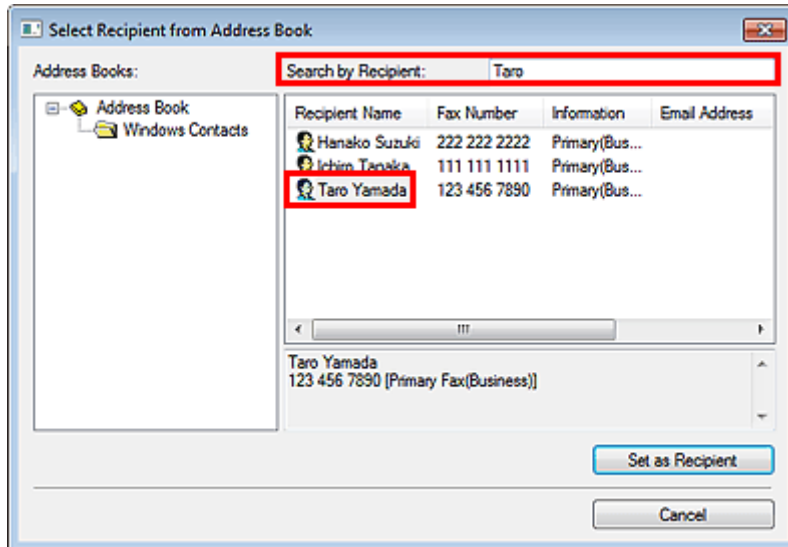 Select Recipient from Address Book
Address Books:
Search by Recipient: Taro
Address Book
Windows Contacts
Recipient Name Fax Number Information Email Address
Hanako Suzuki 222 222 2222 Primary(Bus...
Ichiro Tanaka 111 111 1111 Primary(Bus...
Taro Yamada 123 456 7890 Primary(Bus...
Taro Yamada
123 456 7890 [Primary Fax(Business)]
Set as Recipient
Cancel